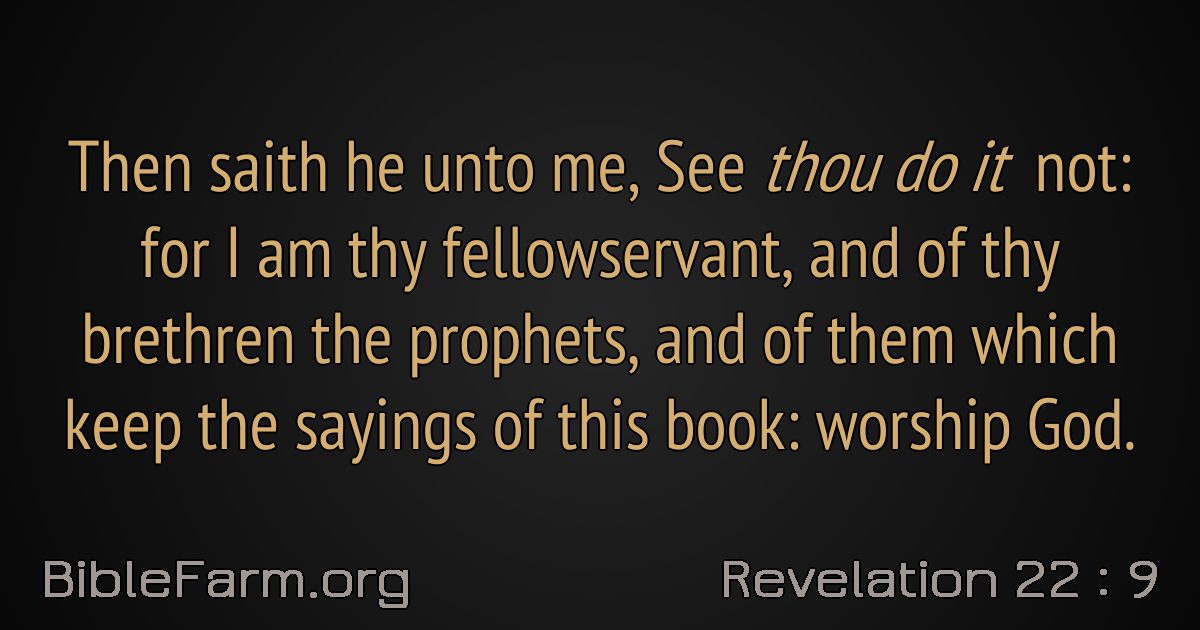 Then saith he unto me, See thou do it not:
for I am thy fellowservant, and of thy
brethren the prophets, and of them which
keep the sayings of this book: worship God.
BibleFarm.org
Revelation 22 : 9